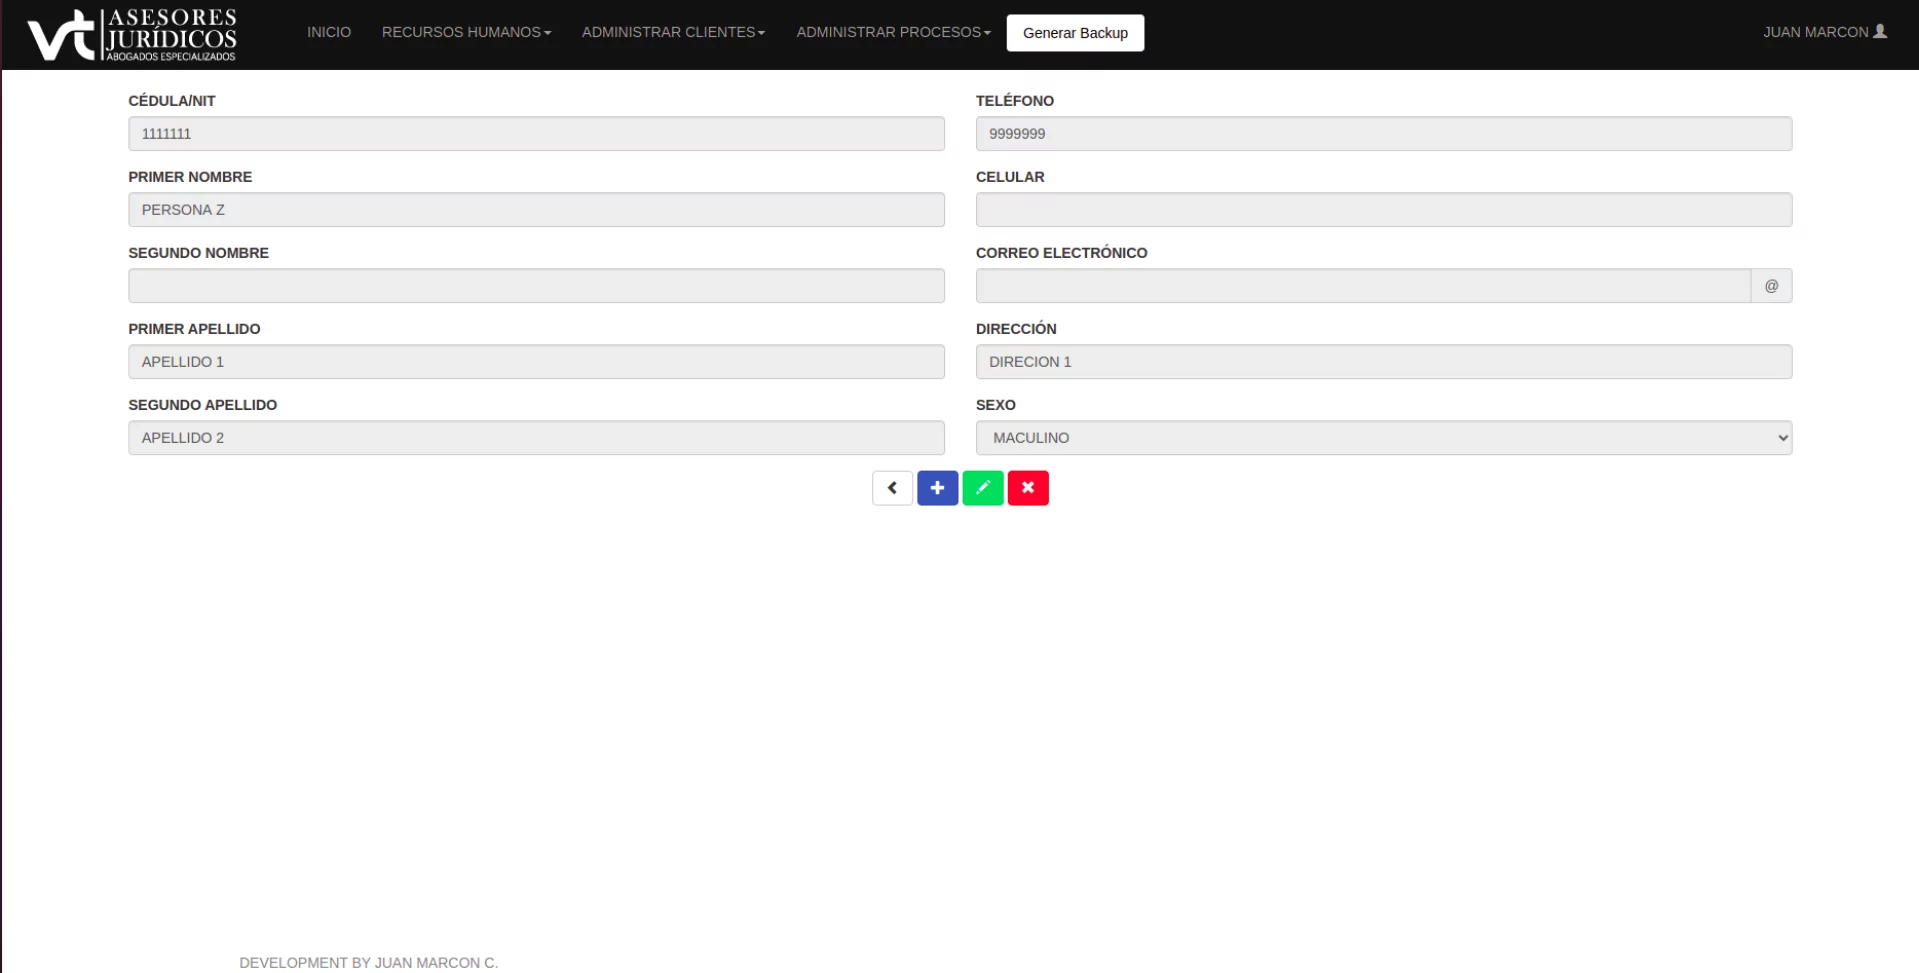 vt ASESORES
JURÍDICOS
ABOGADOS ESPECIALIZADOS
INICIO RECURSOS HUMANOS ADMINISTRAR CLIENTES ADMINISTRAR PROCESOS Generar Backup JUAN MARCON
CÉDULA/NIT
1111111
PRIMER NOMBRE
PERSONA Z
SEGUNDO NOMBRE
PRIMER APELLIDO
APELLIDO 1
SEGUNDO APELLIDO
APELLIDO 2
TELÉFONO
9999999
CELULAR
CORREO ELECTRÓNICO
@
DIRECCIÓN
DIRECION 1
SEXO
MACULINO
DEVELOPMENT BY JUAN MARCON C.